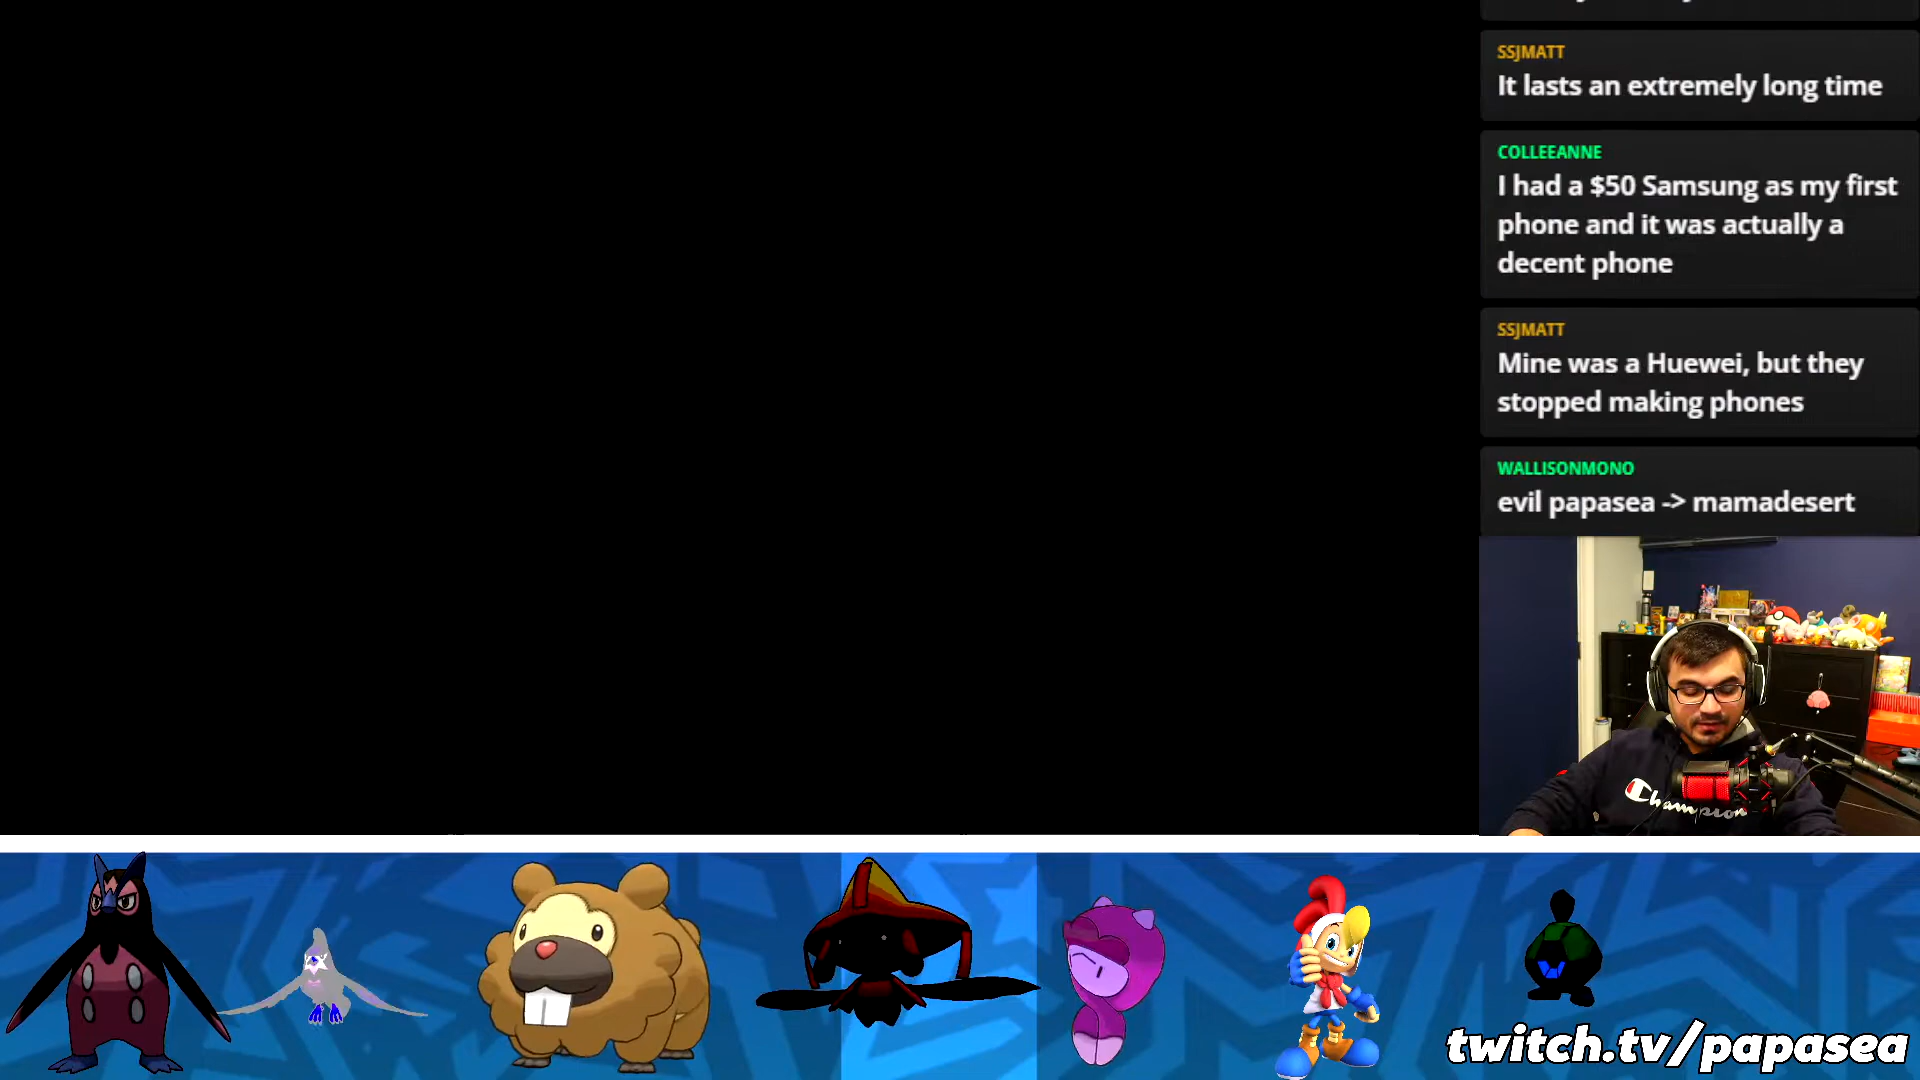 SSJMATT
It lasts an extremely long time
COLLEEANNE
I had a $50 Samsung as my first
phone and it was actually a
decent phone
SSJMATT
Mine was a Huewei, but they
stopped making phones
WALLISONMONO
evil papasea -> mamadesert
Champion
twitch.tv/papasea